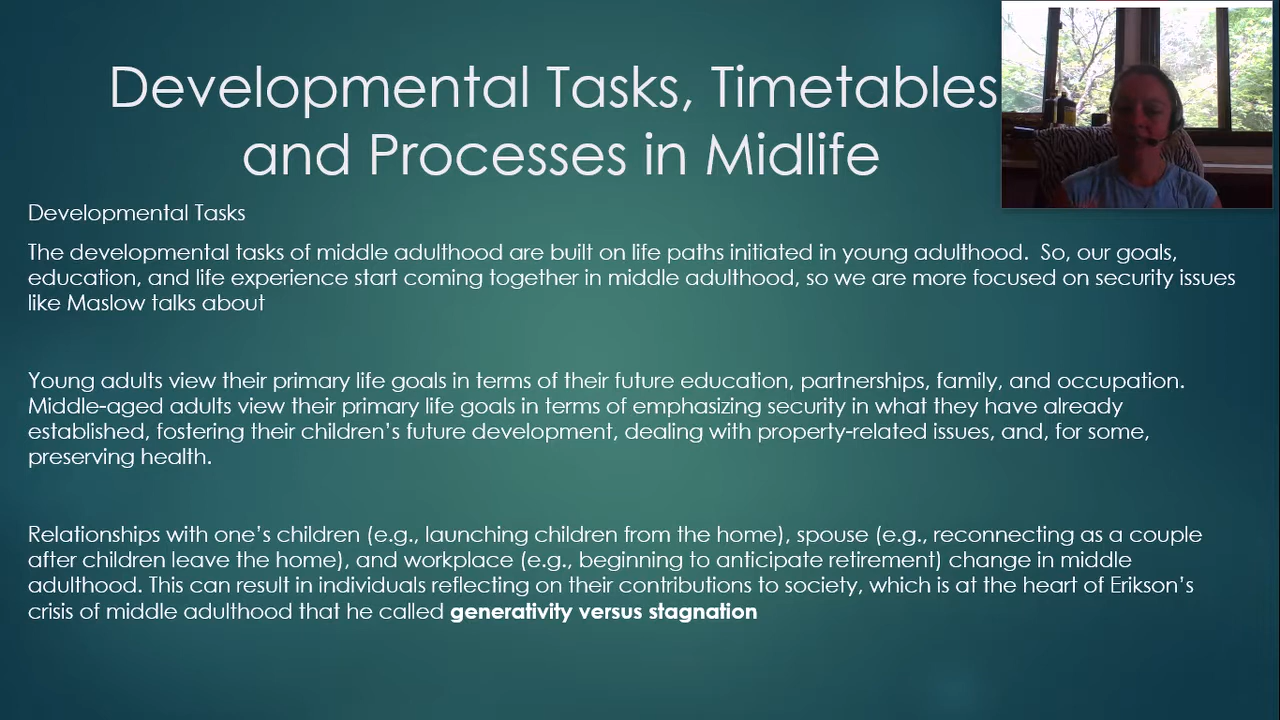 Developmental Tasks, Timetables
and Processes in Midlife
Developmental Tasks
The developmental tasks of middle adulthood are built on life paths initiated in young adulthood.  So, our goals,
education, and life experience start coming together in middle adulthood, so we are more focused on security issues
like Maslow talks about
Young adults view their primary life goals in terms of their future education, partnerships, family, and occupation.
Middle-aged adults view their primary life goals in terms of emphasizing security in what they have already
established, fostering their children’s future development, dealing with property-related issues, and, for some,
preserving health.
Relationships with one’s children (e.g., launching children from the home), spouse (e.g., reconnecting as a couple
after children leave the home), and workplace (e.g., beginning to anticipate retirement) change in middle
adulthood. This can result in individuals reflecting on their contributions to society, which is at the heart of Erikson’s
crisis of middle adulthood that he called generativity versus stagnation